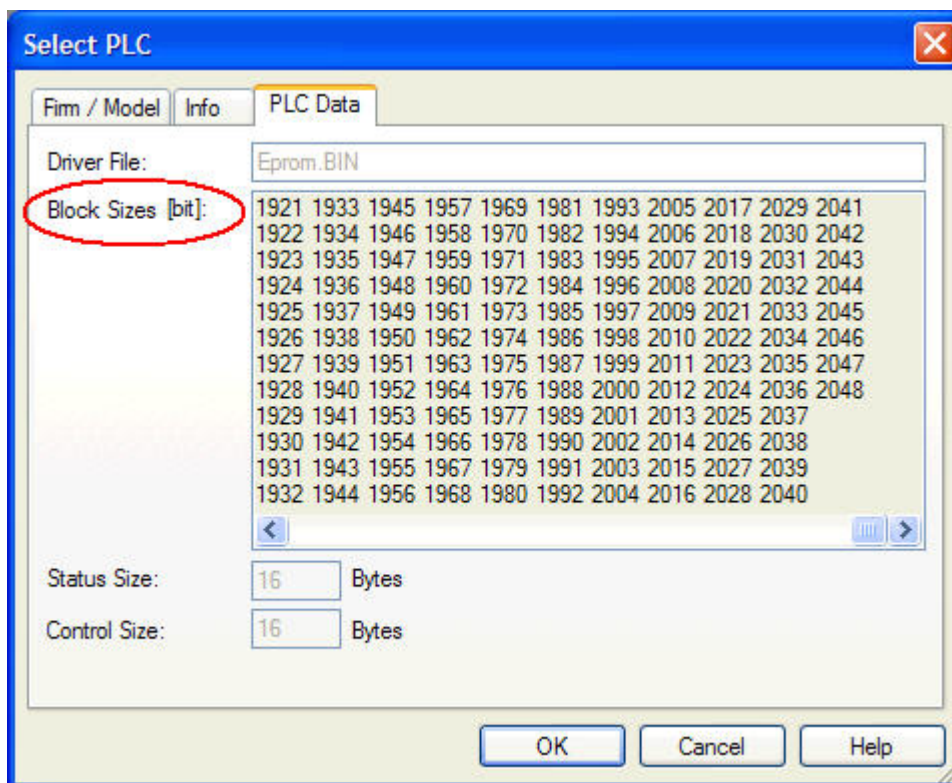 Select PLC
Firm / Model Info PLC Data
Driver File: Eprom.BIN
Block Sizes [bit]:
1921 1933 1945 1957 1969 1981 1993 2005 2017 2029 2041
1922 1934 1946 1958 1970 1982 1994 2006 2018 2030 2042
1923 1935 1947 1959 1971 1983 1995 2007 2019 2031 2043
1924 1936 1948 1960 1972 1984 1996 2008 2020 2032 2044
1925 1937 1949 1961 1973 1985 1997 2009 2021 2033 2045
1926 1938 1950 1962 1974 1986 1998 2010 2022 2034 2046
1927 1939 1951 1963 1975 1987 1999 2011 2023 2035 2047
1928 1940 1952 1964 1976 1988 2000 2012 2024 2036 2048
1929 1941 1953 1965 1977 1989 2001 2013 2025 2037
1930 1942 1954 1966 1978 1990 2002 2014 2026 2038
1931 1943 1955 1967 1979 1991 2003 2015 2027 2039
1932 1944 1956 1968 1980 1992 2004 2016 2028 2040
Status Size: 16 Bytes
Control Size: 16 Bytes
OK Cancel Help